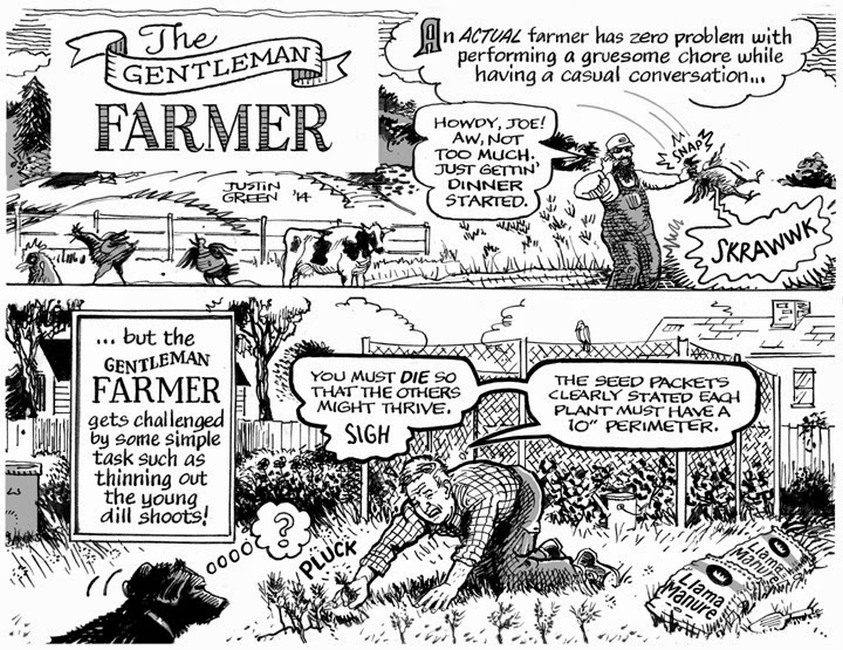 The
GENTLEMAN
FARMER
JUSTIN
GREEN '14
An ACTUAL farmer has zero problem with
performing a gruesome chore while
having a casual conversation...
HOWDY, JOE!
AW, NOT
TOO MUCH.
JUST GETTIN'
DINNER
STARTED.
SNAP
SKRAWWK
... but the
GENTLEMAN
FARMER
gets challenged
by some simple
task such as
thinning out
the young
dill shoots!
YOU MUST DIE SO
THAT THE OTHERS
MIGHT THRIVE.
SIGH
THE SEED PACKETS
CLEARLY STATED EACH
PLANT MUST HAVE A
10" PERIMETER.
?
PLUCK
Llama
Manure
Llama
Manure